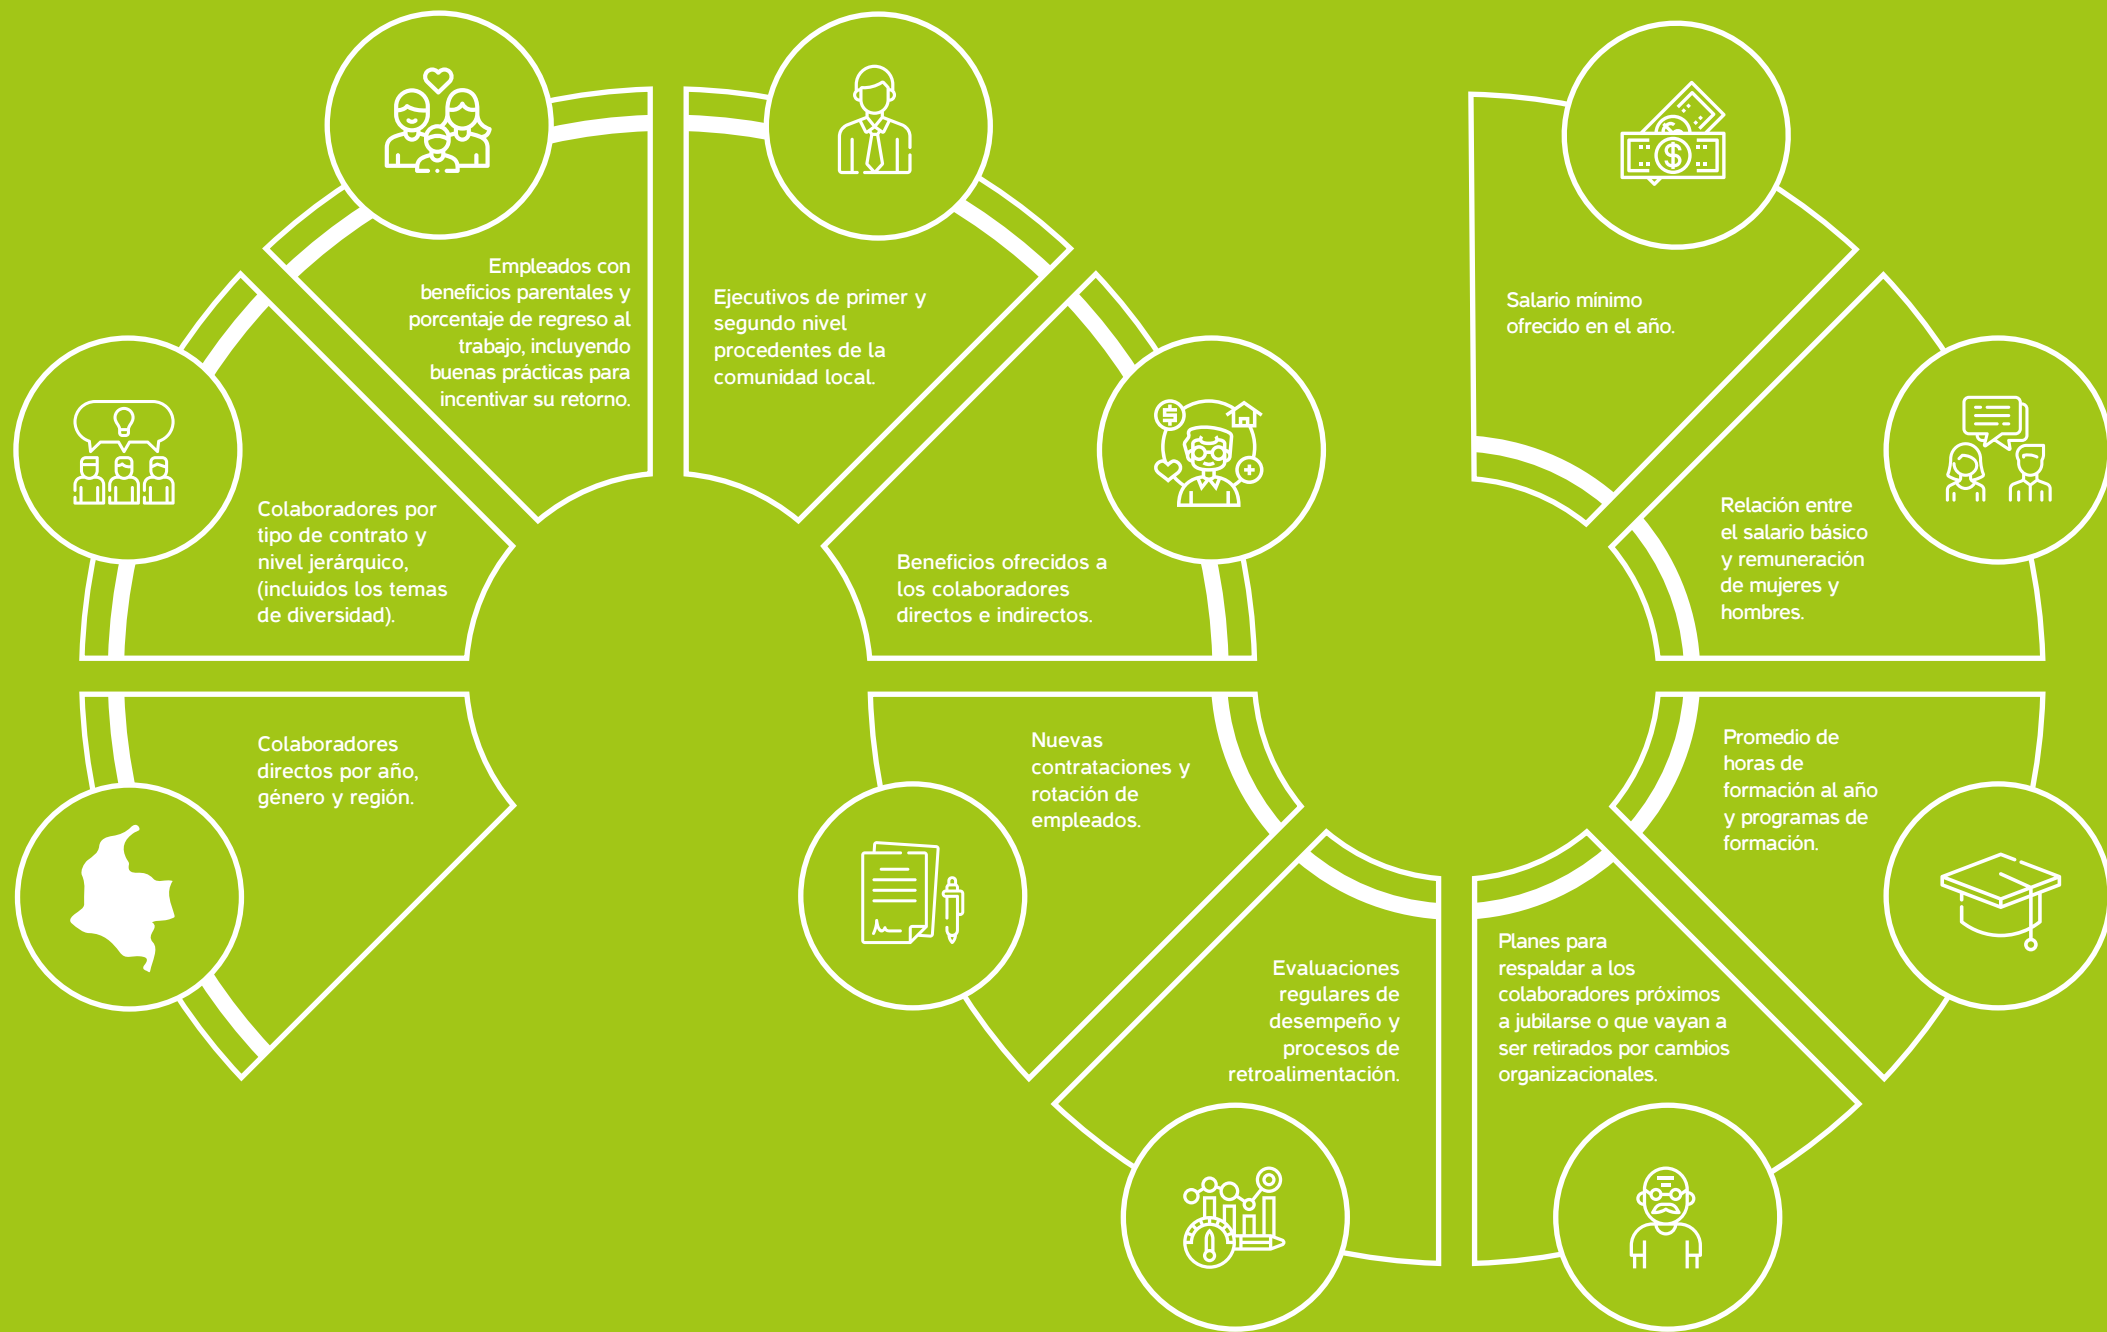 Colaboradores
directos por año,
género y región.
Colaboradores por
tipo de contrato y
nivel jerárquico,
(incluidos los temas
de diversidad).
Empleados con
beneficios parentales y
porcentaje de regreso al
trabajo, incluyendo
buenas prácticas para
incentivar su retorno.
Ejecutivos de primer y
segundo nivel
procedentes de la
comunidad local.
Beneficios ofrecidos a
los colaboradores
directos e indirectos.
Nuevas
contrataciones y
rotación de
empleados.
Evaluaciones
regulares de
desempeño y
procesos de
retroalimentación.
Planes para
respaldar a los
colaboradores próximos
a jubilarse o que vayan a
ser retirados por cambios
organizacionales.
Promedio de
horas de
formación al año
y programas de
formación.
Relación entre
el salario básico
y remuneración
de mujeres y
hombres.
Salario mínimo
ofrecido en el año.